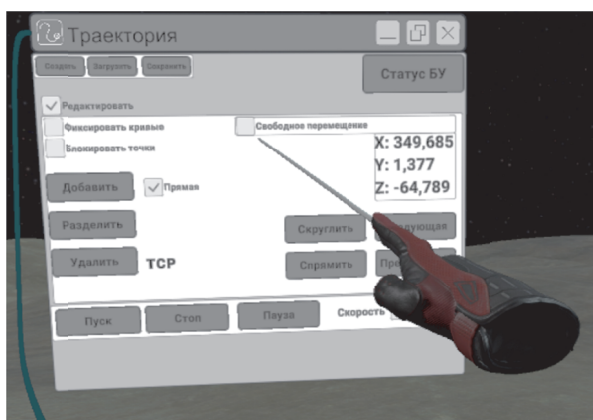 Траектория
Создать Загрузить Сохранить
Статус БУ
Редактировать
Фиксировать кривые Свободное перемещение
Блокировать точки
X: 349,685
Y: 1,377
Z: -64,789
Добавить Прямая
Разделить Скруглить
Удалить TCP Спрямить
Пуск Стоп Пауза Скорость